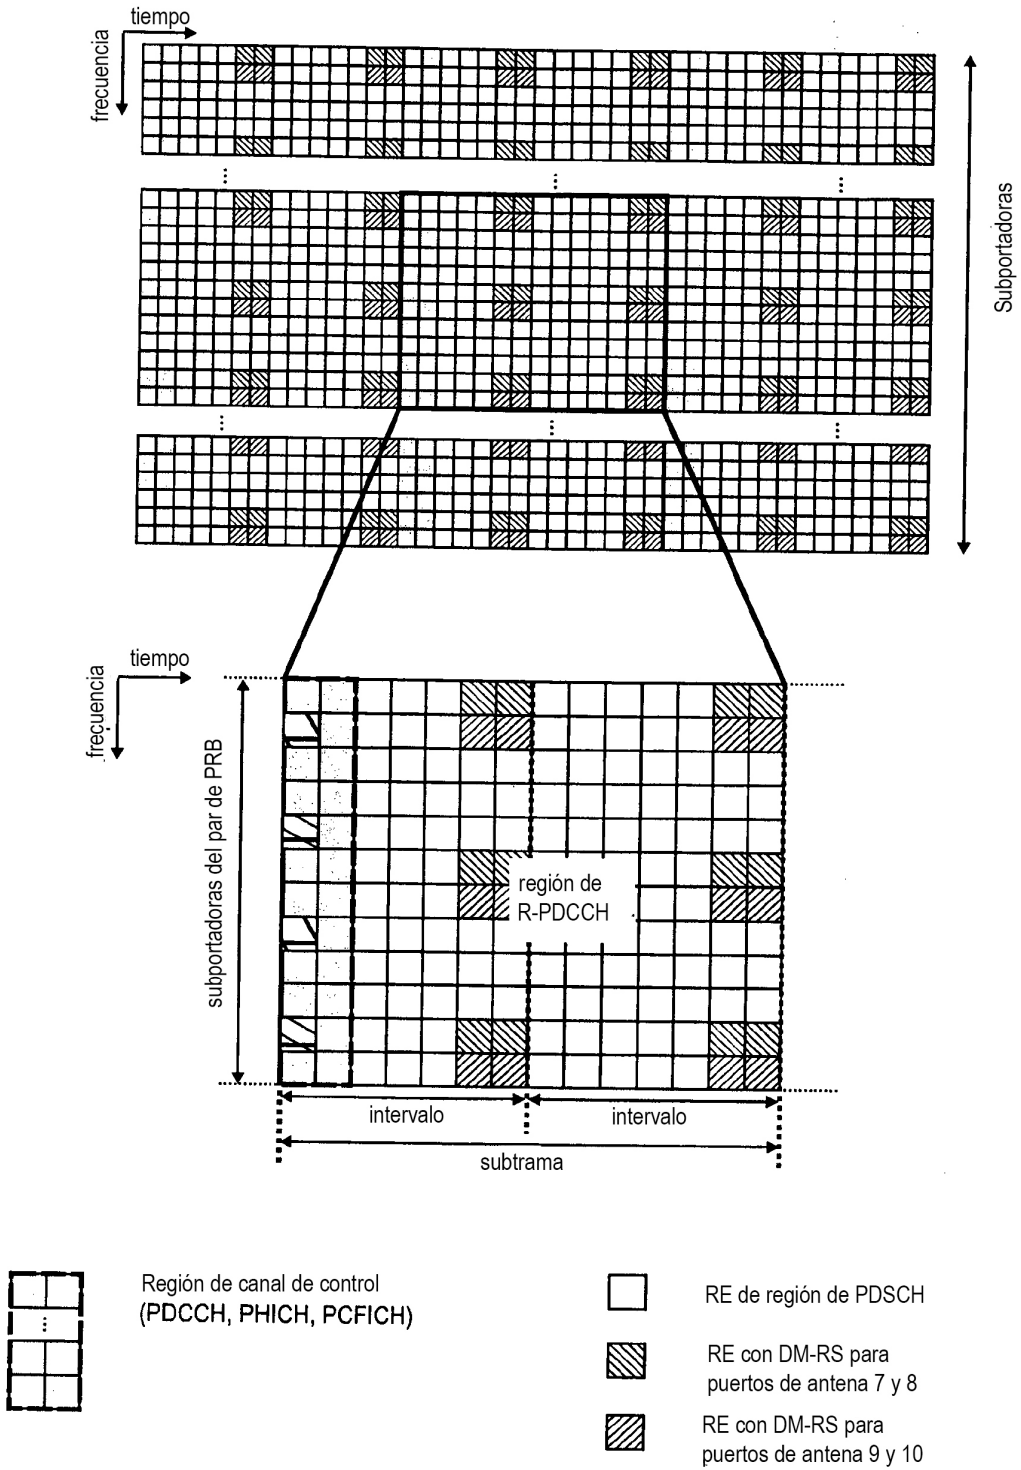 tiempo
frecuencia
Subportadoras
tiempo
frecuencia
subportadoras del par de PRB
región de
R-PDCCH
intervalo
intervalo
subtrama
Región de canal de control
(PDCCH, PHICH, PCFICH)
RE de región de PDSCH
RE con DM-RS para
puertos de antena 7 y 8
RE con DM-RS para
puertos de antena 9 y 10